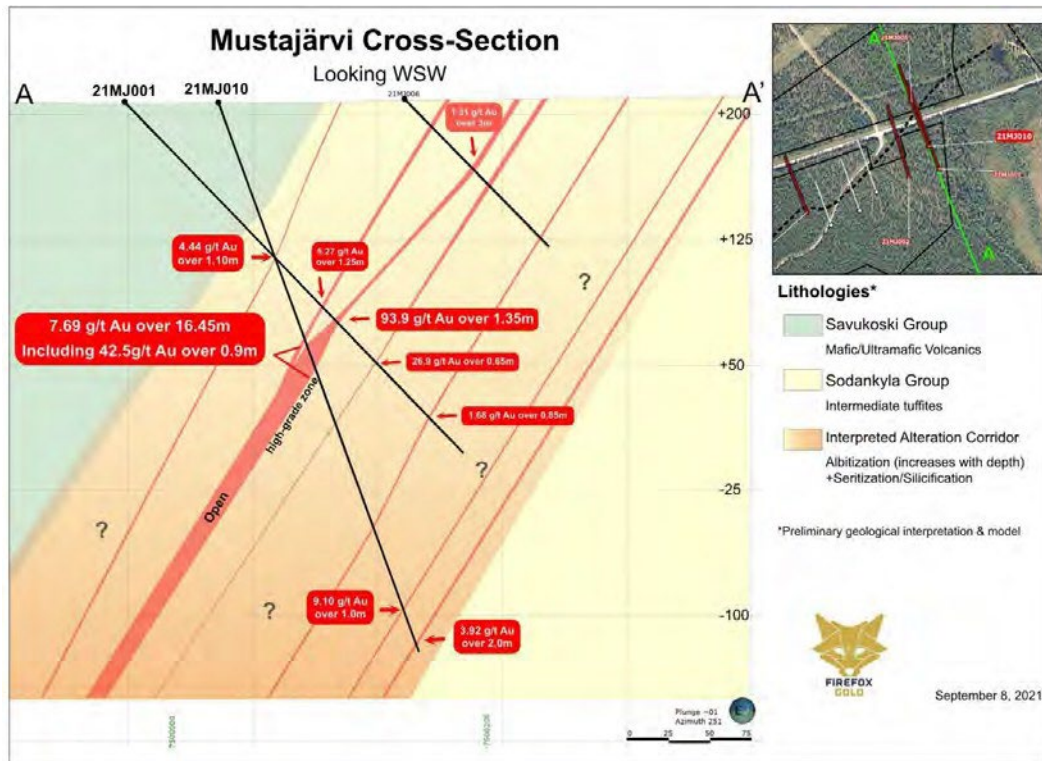 Mustajärvi Cross-Section
Looking WSW
A
21MJ001
21MJ010
21MJ006
A'
1.31 g/t Au
over 3m
+200
4.44 g/t Au
over 1.10m
6.27 g/t Au
over 1.25m
+125
?
7.69 g/t Au over 16.45m
Including 42.5g/t Au over 0.9m
93.9 g/t Au over 1.35m
26.9 g/t Au over 0.65m
+50
high-grade zone
1.68 g/t Au over 0.85m
?
Open
-25
?
?
9.10 g/t Au
over 1.0m
-100
3.92 g/t Au
over 2.0m
Plunge -01
Azimuth 251
0 25 50 75
A
21MJ010
21MJ002
A
Lithologies*
Savukoski Group
Mafic/Ultramafic Volcanics
Sodankyla Group
Intermediate tuffites
Interpreted Alteration Corridor
Albitization (increases with depth)
+Seritization/Silicification
*Preliminary geological interpretation & model
FIREFOX
GOLD
September 8, 2021